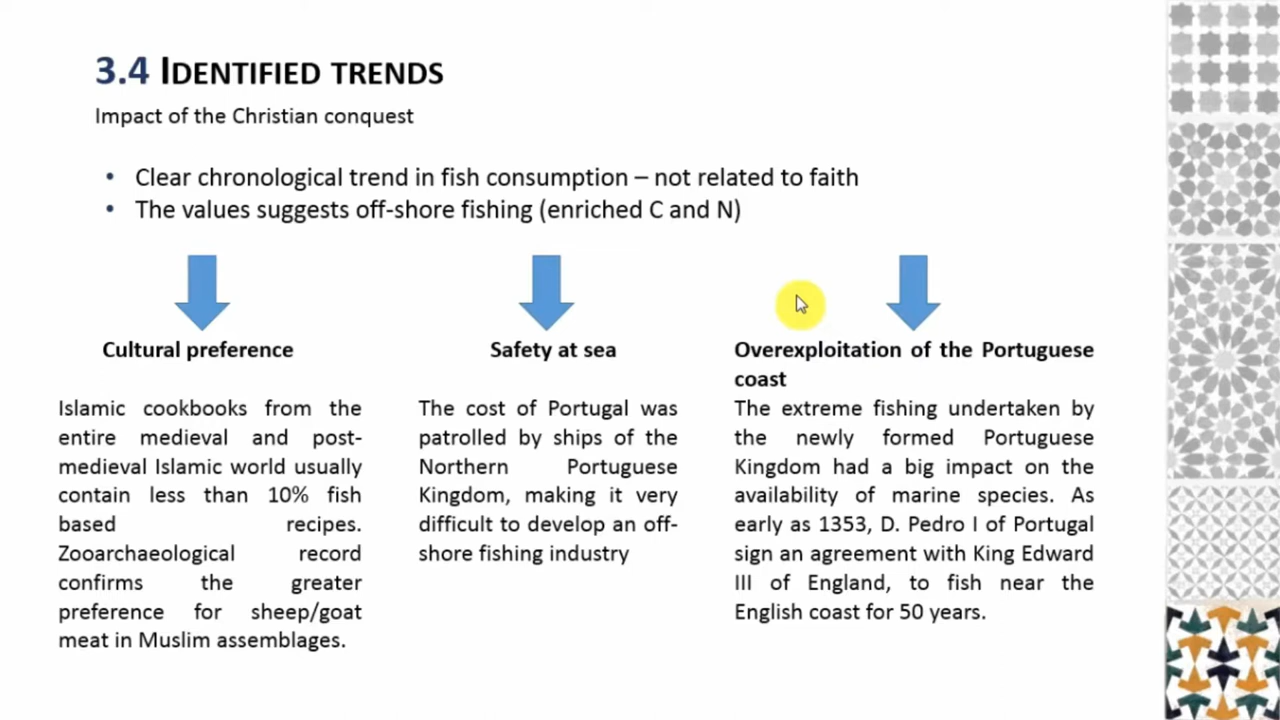 3.4 IDENTIFIED TRENDS
Impact of the Christian conquest
• Clear chronological trend in fish consumption – not related to faith
• The values suggests off-shore fishing (enriched C and N)
Cultural preference
Islamic cookbooks from the
entire medieval and post-
medieval Islamic world usually
contain less than 10% fish
based recipes.
Zooarchaeological record
confirms the greater
preference for sheep/goat
meat in Muslim assemblages.
Safety at sea
The cost of Portugal was
patrolled by ships of the
Northern Portuguese
Kingdom, making it very
difficult to develop an off-
shore fishing industry
Overexploitation of the Portuguese
coast
The extreme fishing undertaken by
the newly formed Portuguese
Kingdom had a big impact on the
availability of marine species. As
early as 1353, D. Pedro I of Portugal
sign an agreement with King Edward
III of England, to fish near the
English coast for 50 years.